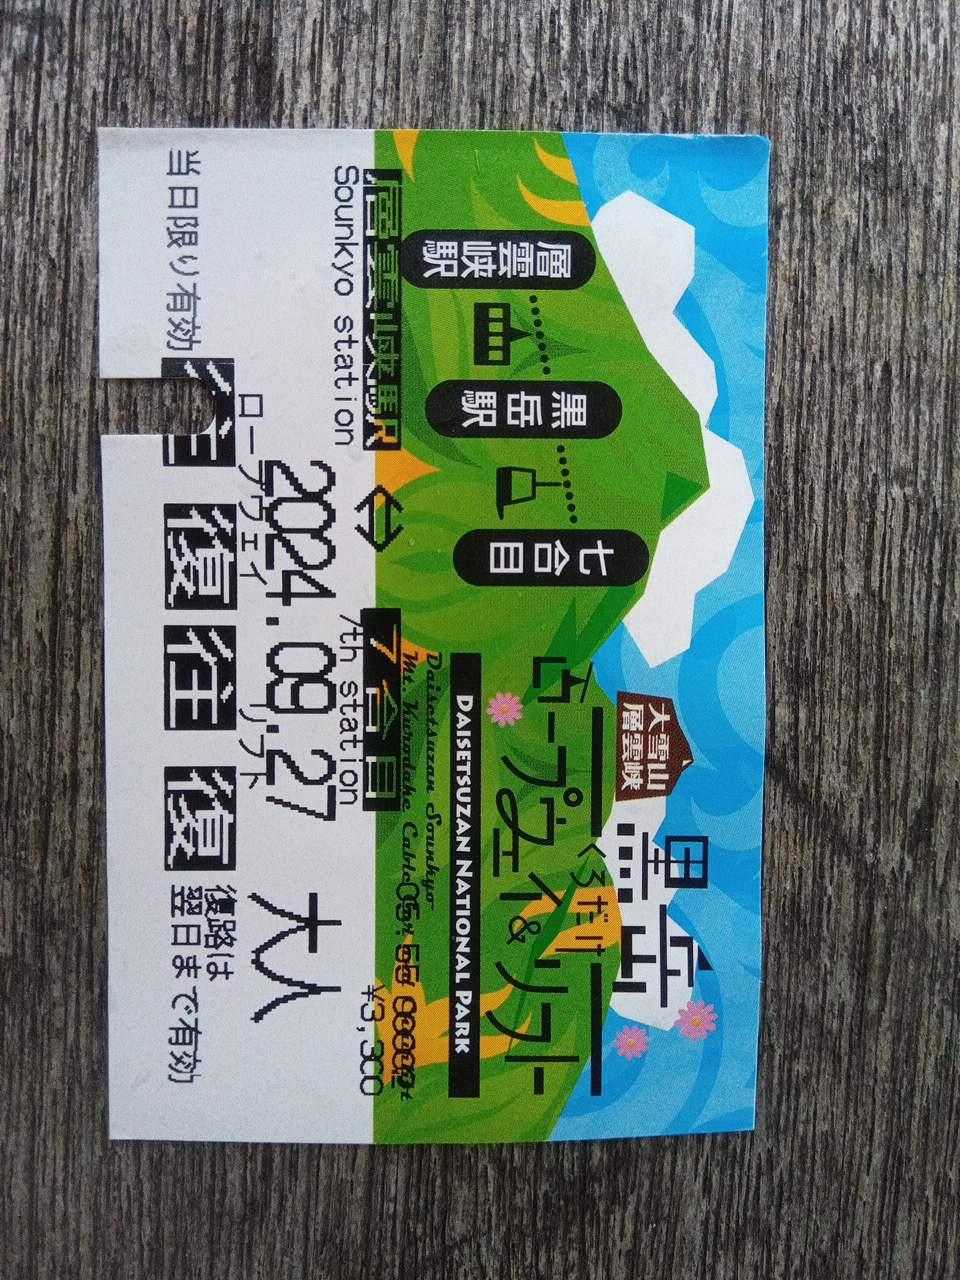 大雪山
層雲峡
黒岳
くろだけ
ロープウェイ&リフト
DAISETSUZAN NATIONAL PARK
Daisetsuzan Sounkyo
Mt. Kurodake
層雲峡駅
黒岳駅
七合目
層雲峡駅 ⇔ 7合目
Sounkyo station 7th station
¥3,300
2024.09.27 大人
ロープウェイ リフト
往 復 往 復
復路は
当日限り有効 翌日まで有効